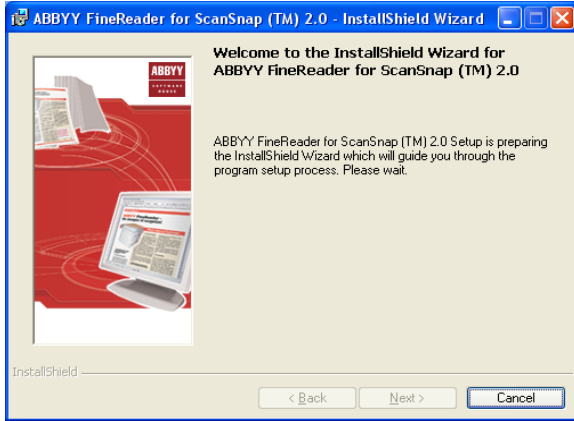 ABBYY FineReader for ScanSnap (TM) 2.0 - InstallShield Wizard
ABBYY
SOFTWARE
HOUSE
Welcome to the InstallShield Wizard for
ABBYY FineReader for ScanSnap (TM) 2.0
ABBYY FineReader for ScanSnap (TM) 2.0 Setup is preparing
the InstallShield Wizard which will guide you through the
program setup process. Please wait.
InstallShield
< Back
Next >
Cancel